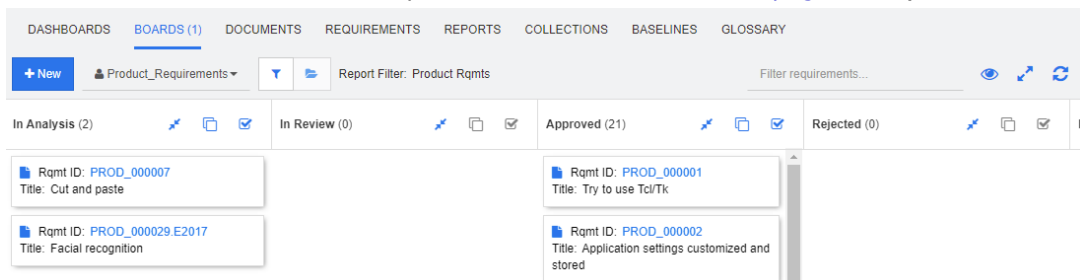 DASHBOARDS BOARDS (1) DOCUMENTS REQUIREMENTS REPORTS COLLECTIONS BASELINES GLOSSARY
+ New Product_Requirements Report Filter: Product Rqmts Filter requirements...
In Analysis (2) In Review (0) Approved (21) Rejected (0)
Rqmt ID: PROD_000007
Title: Cut and paste
Rqmt ID: PROD_000029.E2017
Title: Facial recognition
Rqmt ID: PROD_000001
Title: Try to use Tcl/Tk
Rqmt ID: PROD_000002
Title: Application settings customized and
stored